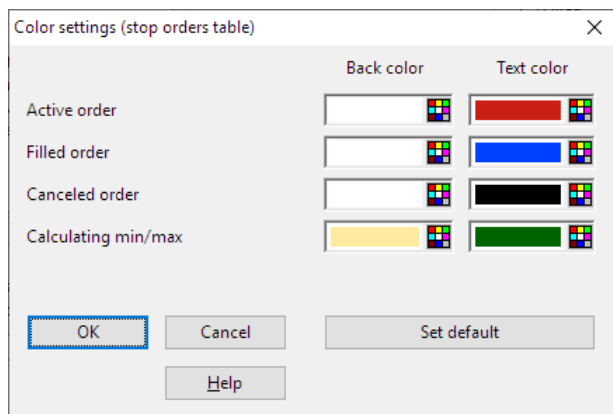 Color settings (stop orders table)
Back color Text color
Active order
Filled order
Canceled order
Calculating min/max
OK Cancel Set default
Help